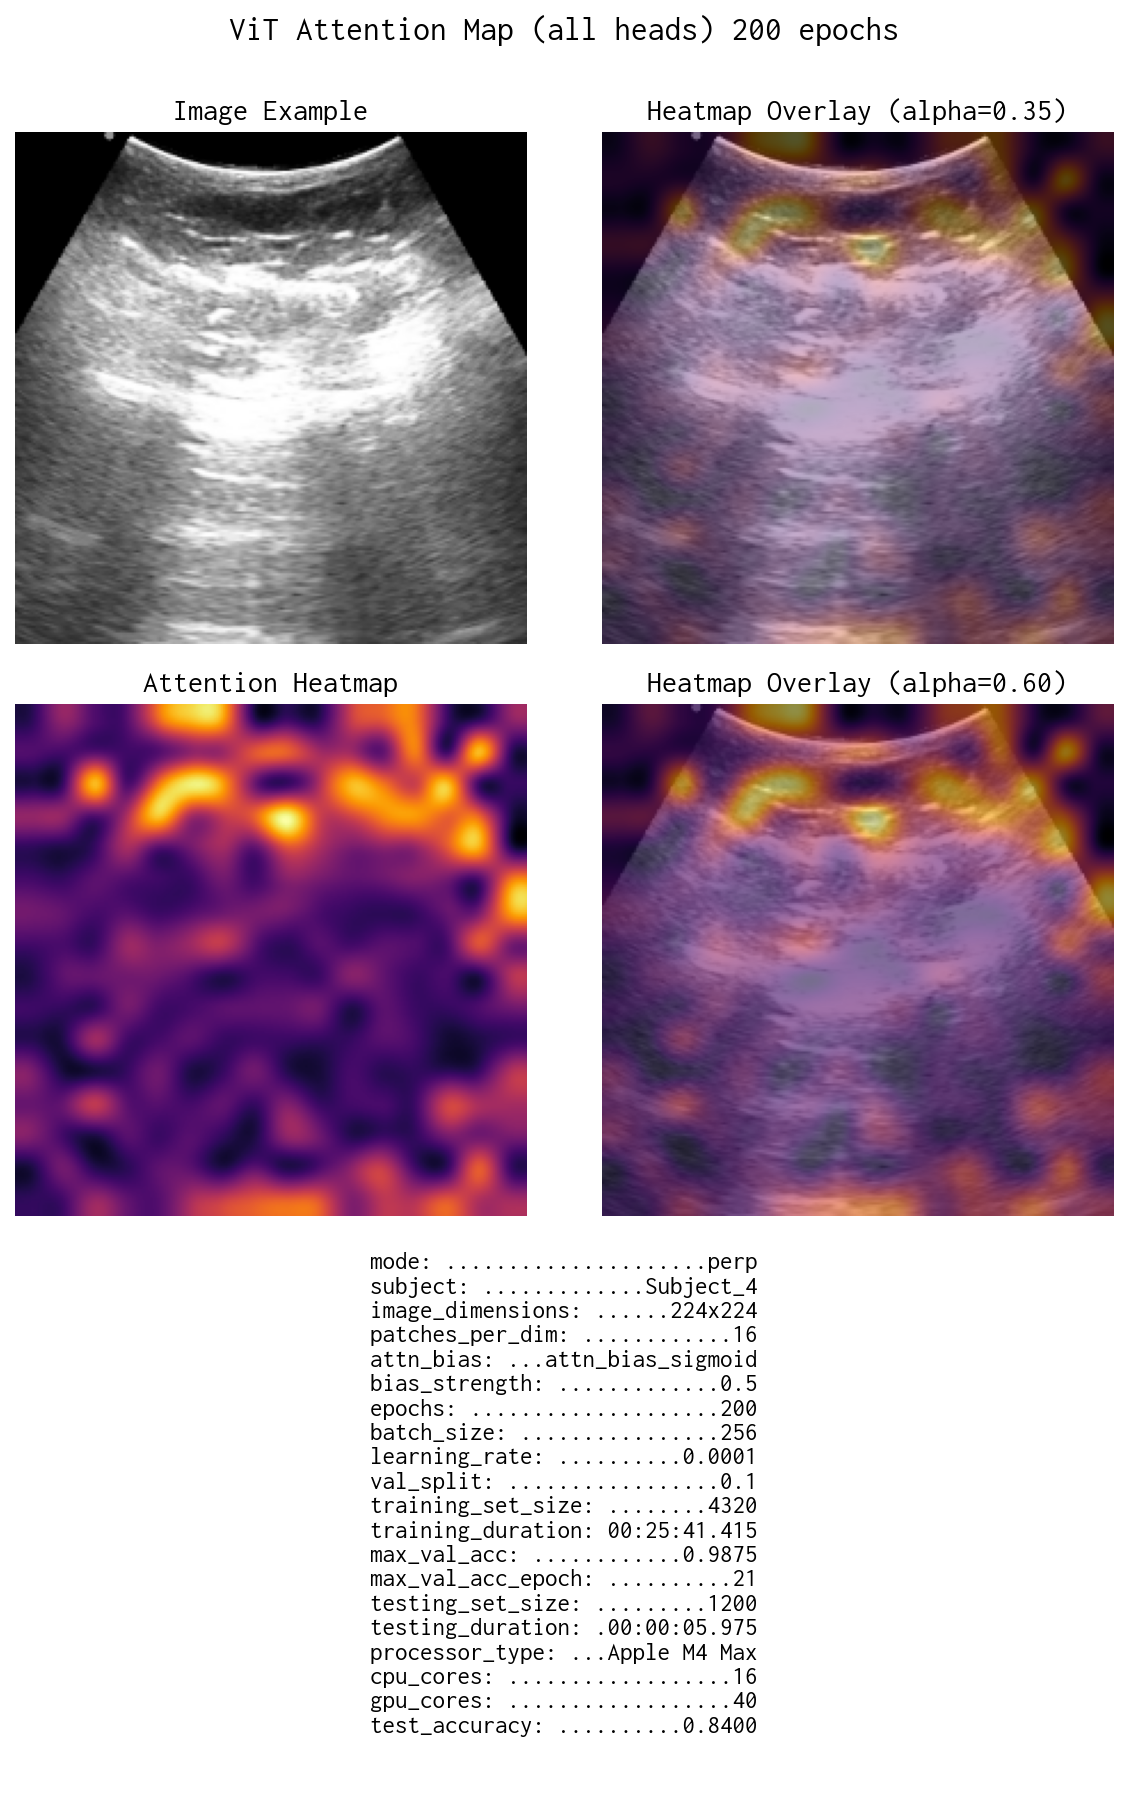 ViT Attention Map (all heads) 200 epochs
Image Example
Heatmap Overlay (alpha=0.35)
Attention Heatmap
Heatmap Overlay (alpha=0.60)
mode: .....................perp
subject: .............Subject_4
image_dimensions: ......224x224
patches_per_dim: ............16
attn_bias: ...attn_bias_sigmoid
bias_strength: .............0.5
epochs: ....................200
batch_size: ................256
learning_rate: ..........0.0001
val_split: .................0.1
training_set_size: ........4320
training_duration: 00:25:41.415
max_val_acc: ............0.9875
max_val_acc_epoch: ..........21
testing_set_size: .........1200
testing_duration: .00:00:05.975
processor_type: ...Apple M4 Max
cpu_cores: ..................16
gpu_cores: ..................40
test_accuracy: ..........0.8400